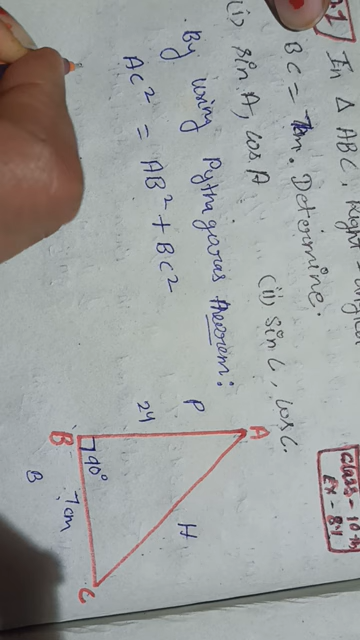 In Δ ABC, Right-
BC = 7cm. Determine.
(i) sin A, cos A (ii) sin C, cos C.
By using Pythagoras theorem:
AC² = AB² + BC²
Class - 10th
EX - 8.1
A
P
24
H
B
90°
7cm
B
C